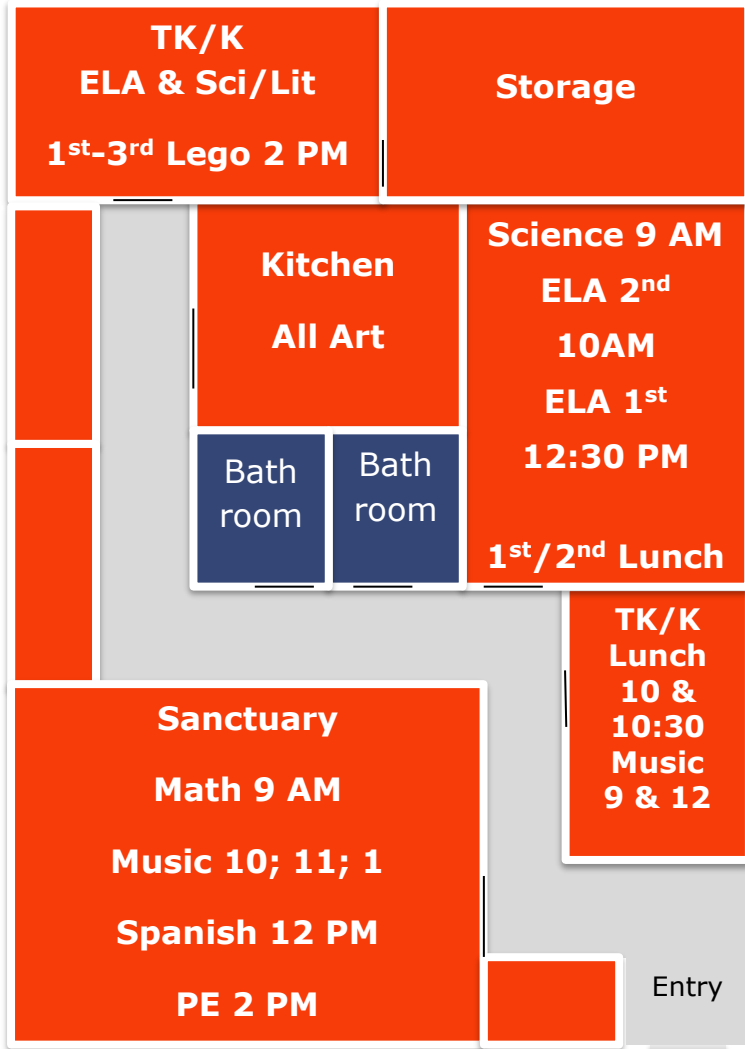 TK/K
ELA & Sci/Lit
1st-3rd Lego 2 PM
Storage
Kitchen
All Art
Science 9 AM
ELA 2nd
10AM
ELA 1st
12:30 PM
1st/2nd Lunch
Bath
room
Bath
room
TK/K
Lunch
10 &
10:30
Music
9 & 12
Sanctuary
Math 9 AM
Music 10; 11; 1
Spanish 12 PM
PE 2 PM
Entry